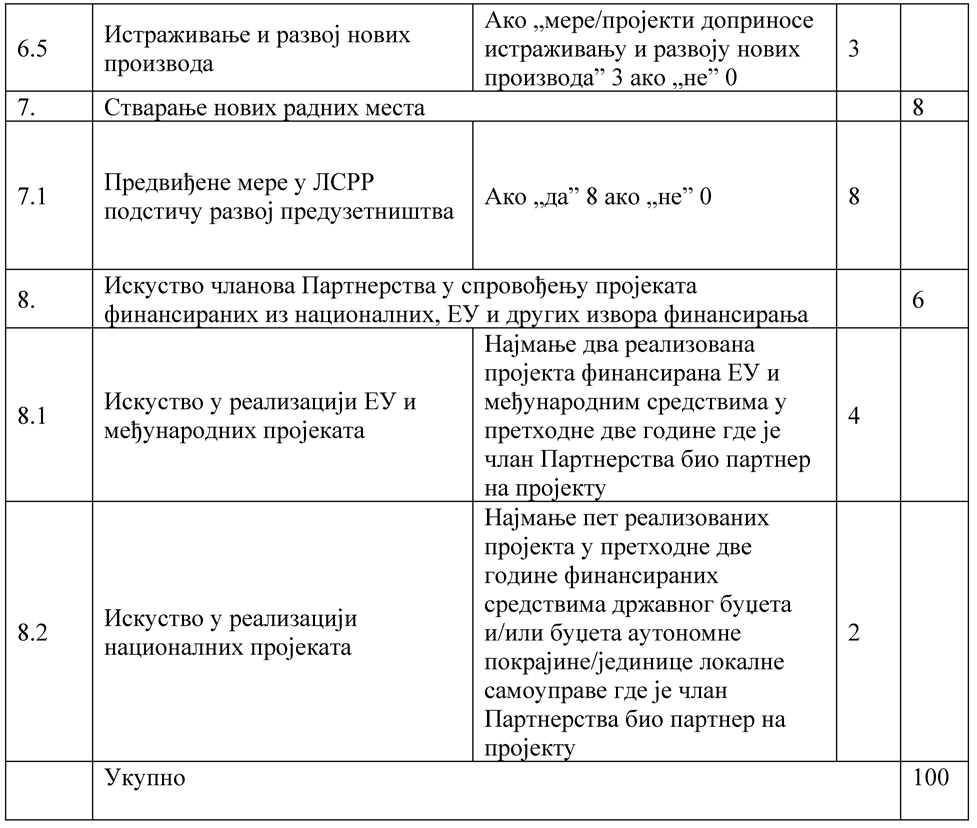 6.5
Истраживање и развој нових
производа
Ако „мере/пројекти доприносе
истраживању и развоју нових
производа” 3 ако „не” 0
3
7.
Стварање нових радних места
8
7.1
Предвиђене мере у ЛСРР
подстичу развој предузетништва
Ако „да” 8 ако „не” 0
8
8.
Искуство чланова Партнерства у спровођењу пројеката
финансираних из националних, ЕУ и других извора финансирања
6
8.1
Искуство у реализацији ЕУ и
међународних пројеката
Најмање два реализована
пројекта финансирана ЕУ и
међународним средствима у
претходне две године где је
члан Партнерства био партнер
на пројекту
4
8.2
Искуство у реализацији
националних пројеката
Најмање пет реализованих
пројекта у претходне две
године финансираних
средствима државног буџета
и/или буџета аутономне
покрајине/јединице локалне
самоуправе где је члан
Партнерства био партнер на
пројекту
2
Укупно
100